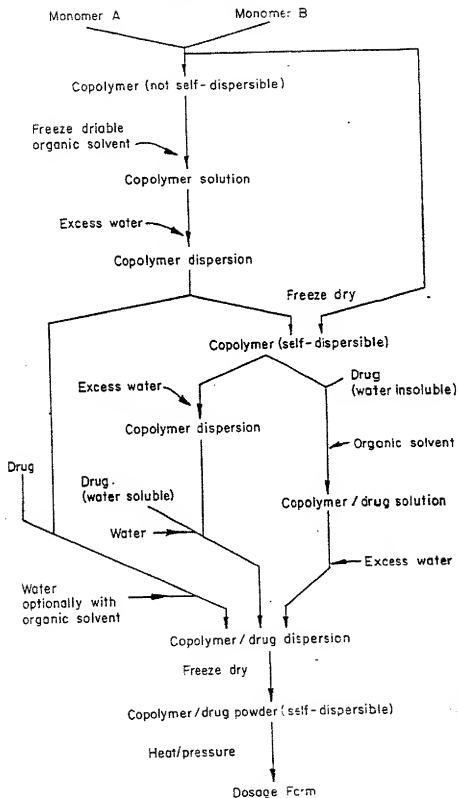 Monomer A
Monomer B
Copolymer (not self-dispersible)
Freeze driable
organic solvent
Copolymer solution
Excess water
Copolymer dispersion
Freeze dry
Copolymer (self-dispersible)
Drug
(water insoluble)
Excess water
Copolymer dispersion
Organic solvent
Drug
Drug
(water soluble)
Copolymer/drug solution
Water
Excess water
Water
optionally with
organic solvent
Copolymer/drug dispersion
Freeze dry
Copolymer/drug powder (self-dispersible)
Heat/pressure
Dosage Form